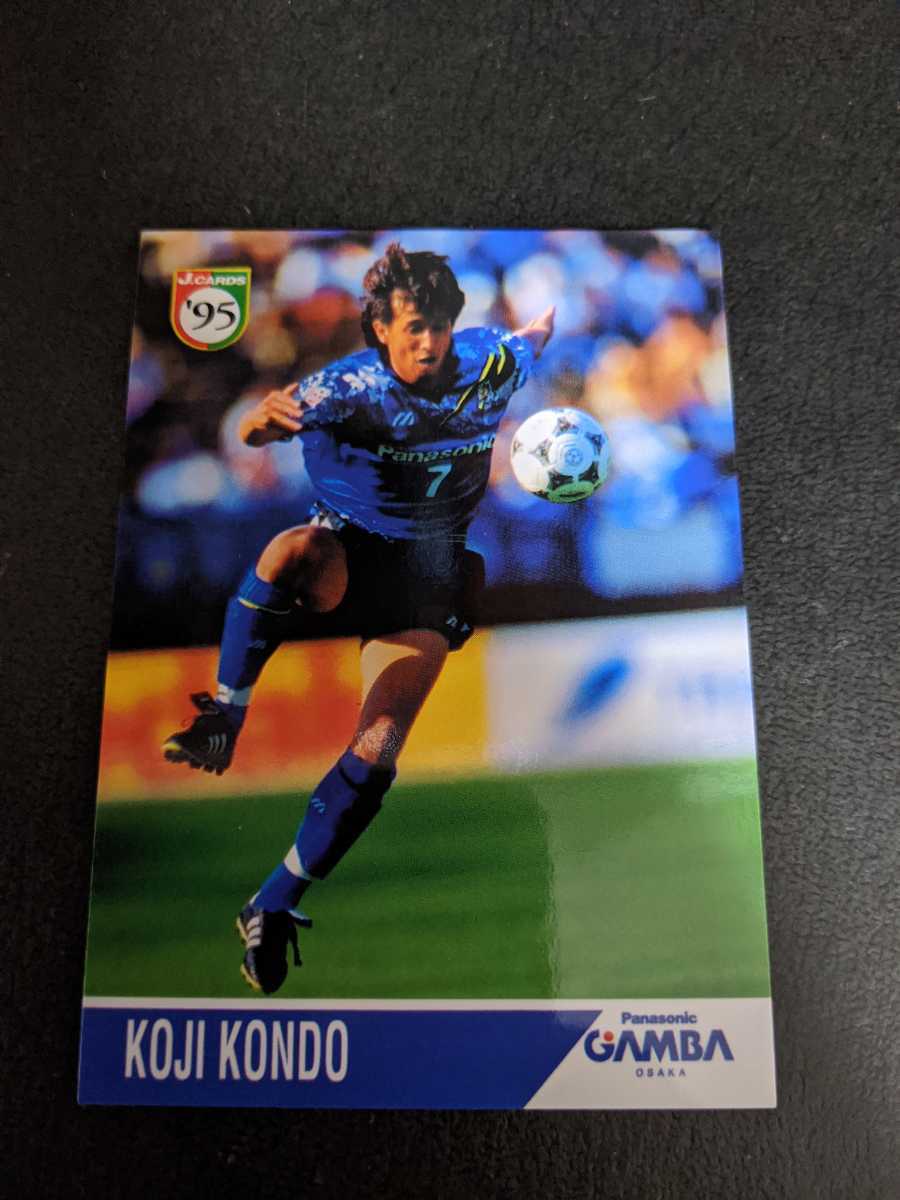 J.CARDS
'95
Panasonic
7
KOJI KONDO
Panasonic
GAMBA
OSAKA